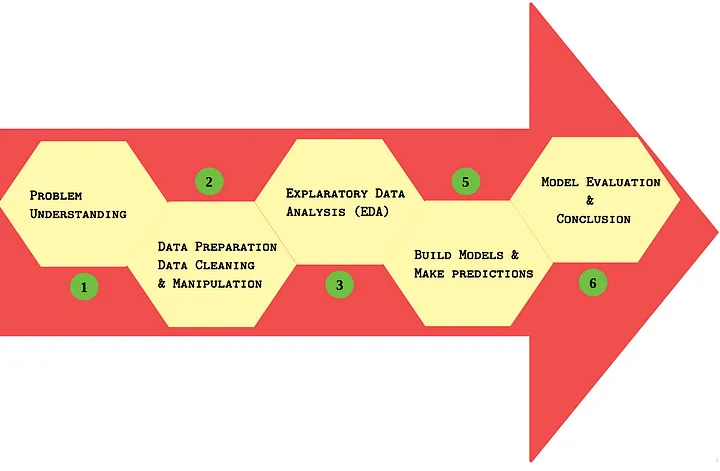 Problem
Understanding
1
2
Data Preparation
Data Cleaning
& Manipulation
Explaratory Data
Analysis (EDA)
3
5
Build Models &
Make predictions
Model Evaluation
&
Conclusion
6